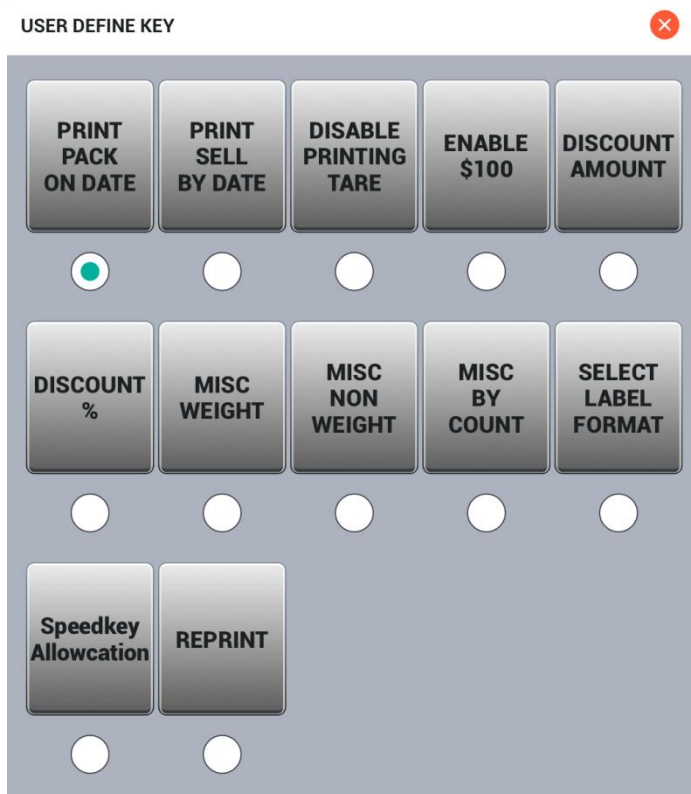 USER DEFINE KEY
PRINT
PACK
ON DATE
PRINT
SELL
BY DATE
DISABLE
PRINTING
TARE
ENABLE
$100
DISCOUNT
AMOUNT
DISCOUNT
%
MISC
WEIGHT
MISC
NON
WEIGHT
MISC
BY
COUNT
SELECT
LABEL
FORMAT
Speedkey
Allowcation
REPRINT